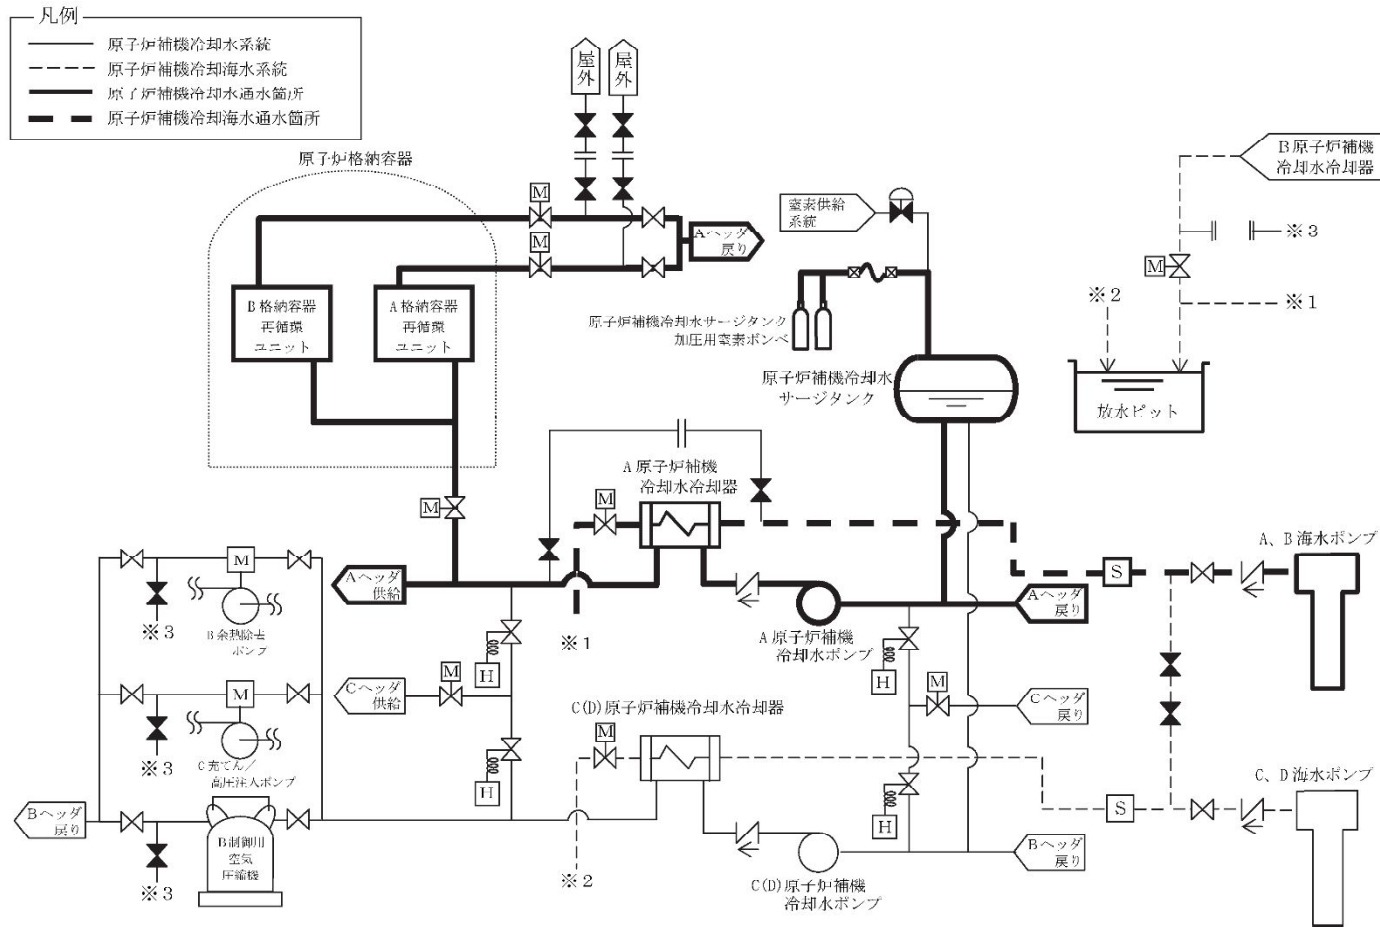 凡例
原子炉補機冷却水系統
原子炉補機冷却海水系統
原子炉補機冷却水通水箇所
原子炉補機冷却海水通水箇所
屋外
屋外
原子炉格納容器
M
M
Aヘッダ
戻り
窒素供給
系統
B原子炉補機
冷却水冷却器
※3
M
※2
※1
放水ピット
B格納容器
再循環
ユニット
A格納容器
再循環
ユニット
原子炉補機冷却水サージタンク
加圧用窒素ボンベ
原子炉補機冷却水
サージタンク
A原子炉補機
冷却水冷却器
M
M
A、B海水ポンプ
S
Aヘッダ
供給
Aヘッダ
戻り
※1
A原子炉補機
冷却水ポンプ
M
※3
B余熱除去
ポンプ
H
H
M
Cヘッダ
供給
M
Cヘッダ
戻り
M
※3
C充てん/
高圧注入ポンプ
C(D)原子炉補機冷却水冷却器
M
H
H
C、D海水ポンプ
S
Bヘッダ
戻り
B制御用
空気
圧縮機
※3
※2
C(D)原子炉補機
冷却水ポンプ
Bヘッダ
戻り